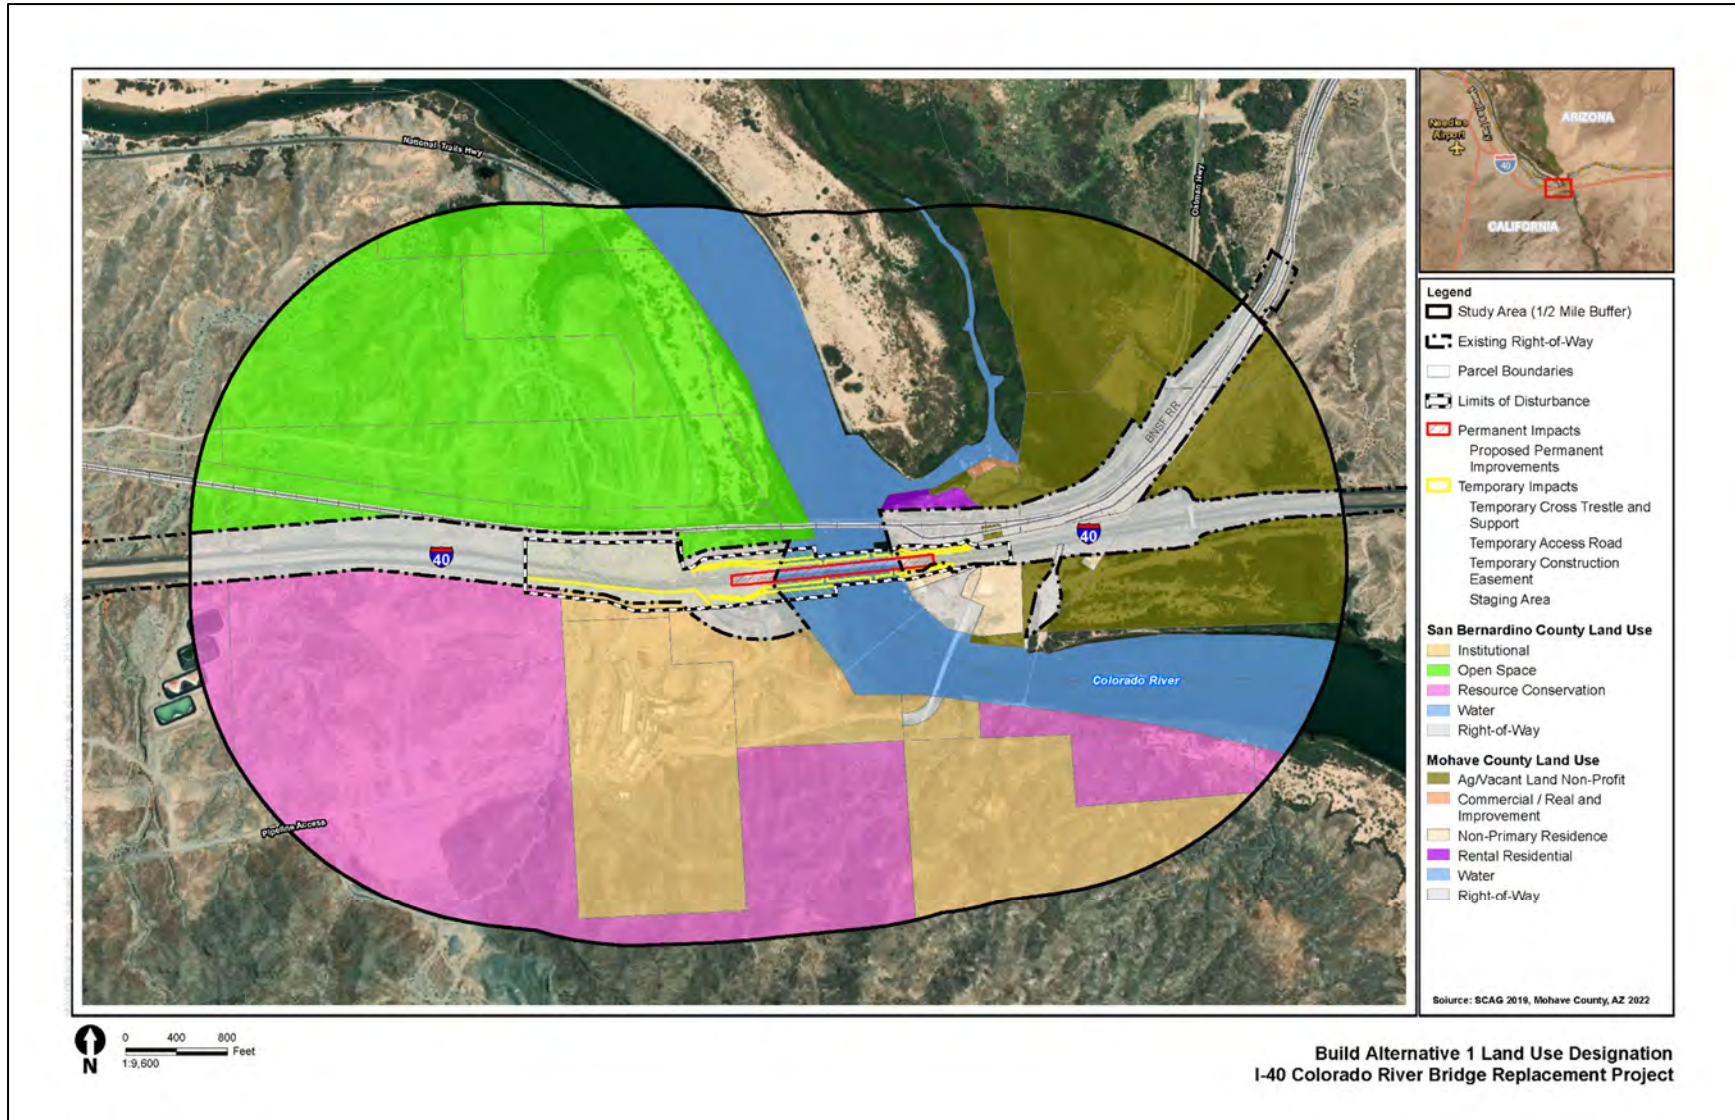 National Trails Hwy
Oatman Hwy
BNSF RR
40
40
Colorado River
Pipeline Access
Needles
Airport
ARIZONA
40
CALIFORNIA
Legend
Study Area (1/2 Mile Buffer)
Existing Right-of-Way
Parcel Boundaries
Limits of Disturbance
Permanent Impacts
Proposed Permanent
Improvements
Temporary Impacts
Temporary Cross Trestle and
Support
Temporary Access Road
Temporary Construction
Easement
Staging Area
San Bernardino County Land Use
Institutional
Open Space
Resource Conservation
Water
Right-of-Way
Mohave County Land Use
Ag/Vacant Land Non-Profit
Commercial / Real and
Improvement
Non-Primary Residence
Rental Residential
Water
Right-of-Way
Soiurce: SCAG 2019, Mohave County, AZ 2022
N
0 400 800
Feet
1:9,600
Build Alternative 1 Land Use Designation
I-40 Colorado River Bridge Replacement Project